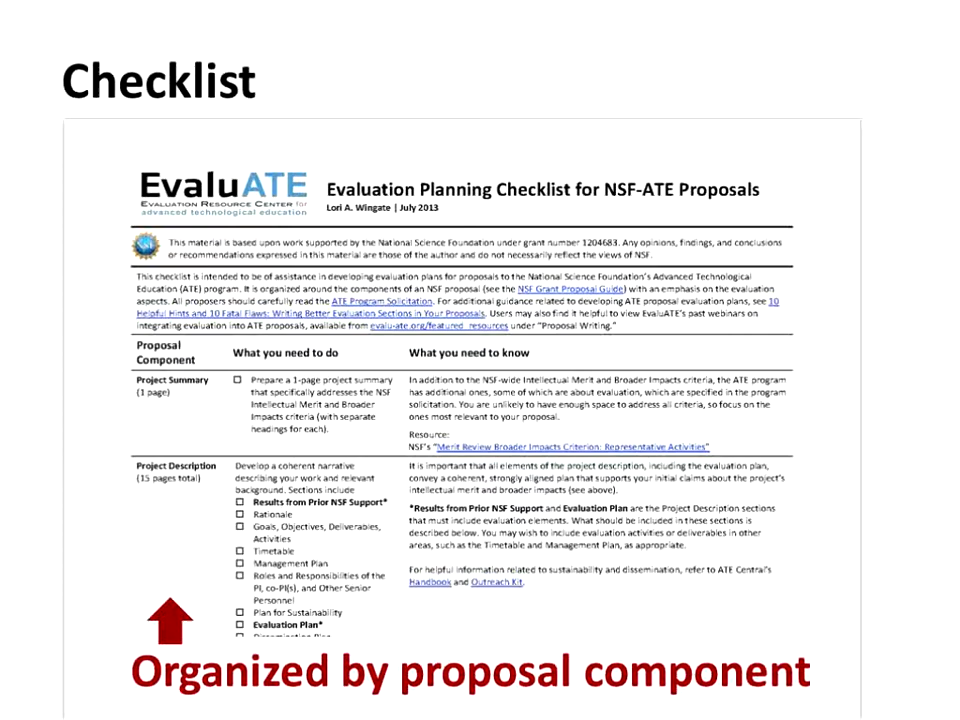 Checklist
EvaluATE
EVALUATION RESOURCE CENTER for
advanced technological education
Evaluation Planning Checklist for NSF-ATE Proposals
Lori A. Wingate | July 2013
NSF
This material is based upon work supported by the National Science Foundation under grant number 1204683. Any opinions, findings, and conclusions
or recommendations expressed in this material are those of the author and do not necessarily reflect the views of NSF.
This checklist is intended to be of assistance in developing evaluation plans for proposals to the National Science Foundation's Advanced Technological
Education (ATE) program. It is organized around the components of an NSF proposal (see the NSF Grant Proposal Guide) with an emphasis on the evaluation
aspects. All proposers should carefully read the ATE Program Solicitation. For additional guidance related to developing ATE proposal evaluation plans, see 10
Helpful Hints and 10 Fatal Flaws: Writing Better Evaluation Sections in Your Proposals. Users may also find it helpful to view EvaluATE's past webinars on
integrating evaluation into ATE proposals, available from evalu-ate.org/featured_resources under "Proposal Writing."
Proposal
Component
What you need to do
What you need to know
Project Summary
(1 page)
☐ Prepare a 1-page project summary
that specifically addresses the NSF
Intellectual Merit and Broader
Impacts criteria (with separate
headings for each).
In addition to the NSF-wide Intellectual Merit and Broader Impacts criteria, the ATE program
has additional ones, some of which are about evaluation, which are specified in the program
solicitation. You are unlikely to have enough space to address all criteria, so focus on the
ones most relevant to your proposal.
Resource:
NSF's "Merit Review Broader Impacts Criterion: Representative Activities"
Project Description
(15 pages total)
Develop a coherent narrative
describing your work and relevant
background. Sections include
☐ Results from Prior NSF Support*
☐ Rationale
☐ Goals, Objectives, Deliverables,
Activities
☐ Timetable
☐ Management Plan
☐ Roles and Responsibilities of the
PI, co-PI(s), and Other Senior
Personnel
☐ Plan for Sustainability
☐ Evaluation Plan*
It is important that all elements of the project description, including the evaluation plan,
convey a coherent, strongly aligned plan that supports your initial claims about the project's
intellectual merit and broader impacts (see above).
*Results from Prior NSF Support and Evaluation Plan are the Project Description sections
that must include evaluation elements. What should be included in these sections is
described below. You may wish to include evaluation activities or deliverables in other
areas, such as the Timetable and Management Plan, as appropriate.
For helpful information related to sustainability and dissemination, refer to ATE Central's
Handbook and Outreach Kit.
Organized by proposal component